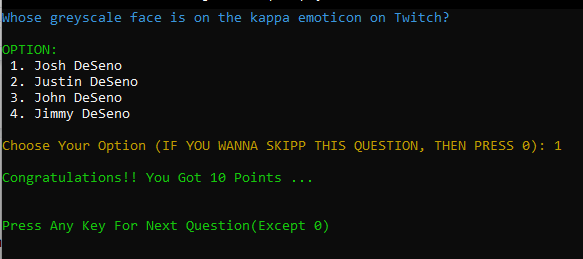 Whose greyscale face is on the kappa emoticon on Twitch?
OPTION:
1. Josh DeSeno
2. Justin DeSeno
3. John DeSeno
4. Jimmy DeSeno
Choose Your Option (IF YOU WANNA SKIPP THIS QUESTION, THEN PRESS 0): 1
Congratulations!! You Got 10 Points ...
Press Any Key For Next Question(Except 0)